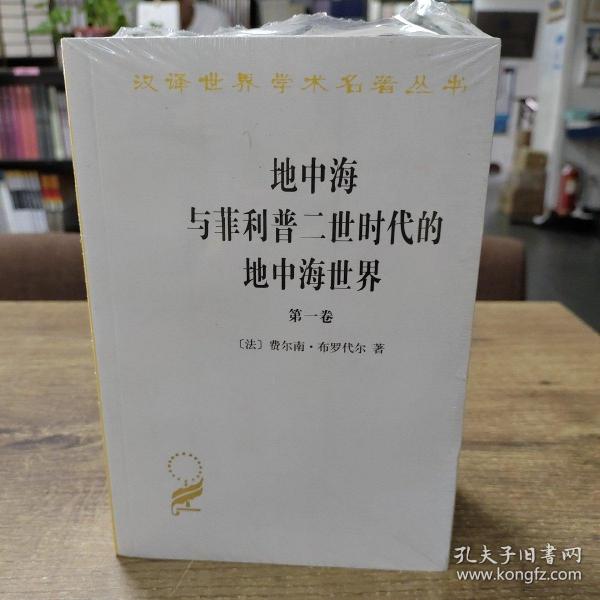 汉译世界学术名著丛书
地中海
与菲利普二世时代的
地中海世界
第一卷
〔法〕费尔南·布罗代尔 著
孔夫子旧书网
www.kongfz.com